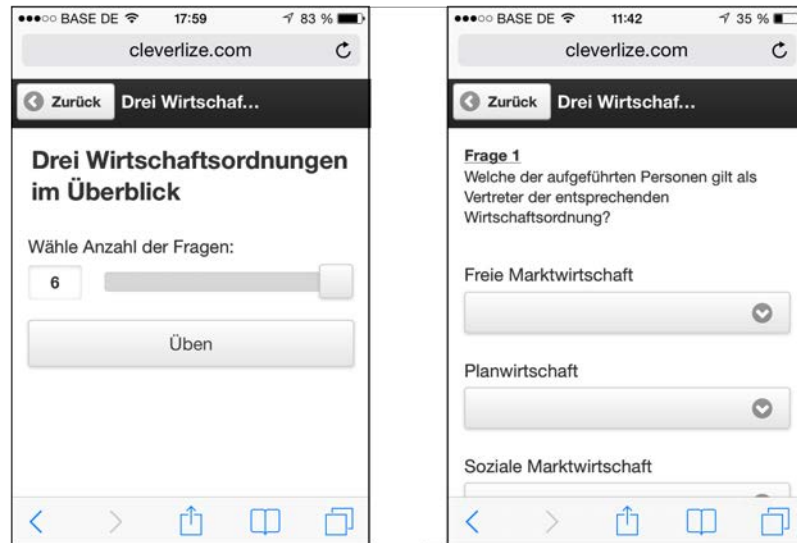 BASE DE 17:59 83 %
cleverlize.com
Zurück Drei Wirtschaf...
Drei Wirtschaftsordnungen
im Überblick
Wähle Anzahl der Fragen:
6
Üben
BASE DE 11:42 35 %
cleverlize.com
Zurück Drei Wirtschaf...
Frage 1
Welche der aufgeführten Personen gilt als
Vertreter der entsprechenden
Wirtschaftsordnung?
Freie Marktwirtschaft
Planwirtschaft
Soziale Marktwirtschaft